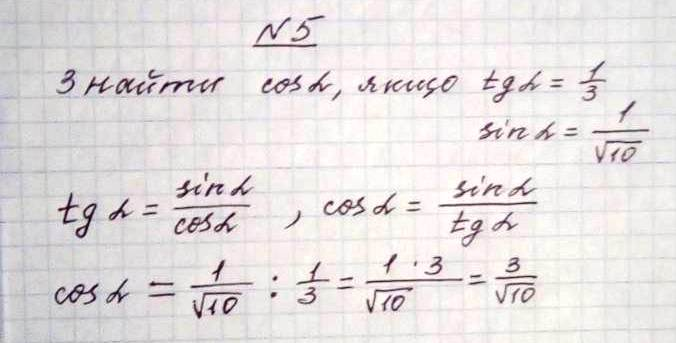 N5
Знайти cos α, якщо tg α = 1/3
sin α = 1/√10
tg α = sin α/cos α, cos α = sin α/tg α
cos α = 1/√10 : 1/3 = 1·3/√10 = 3/√10